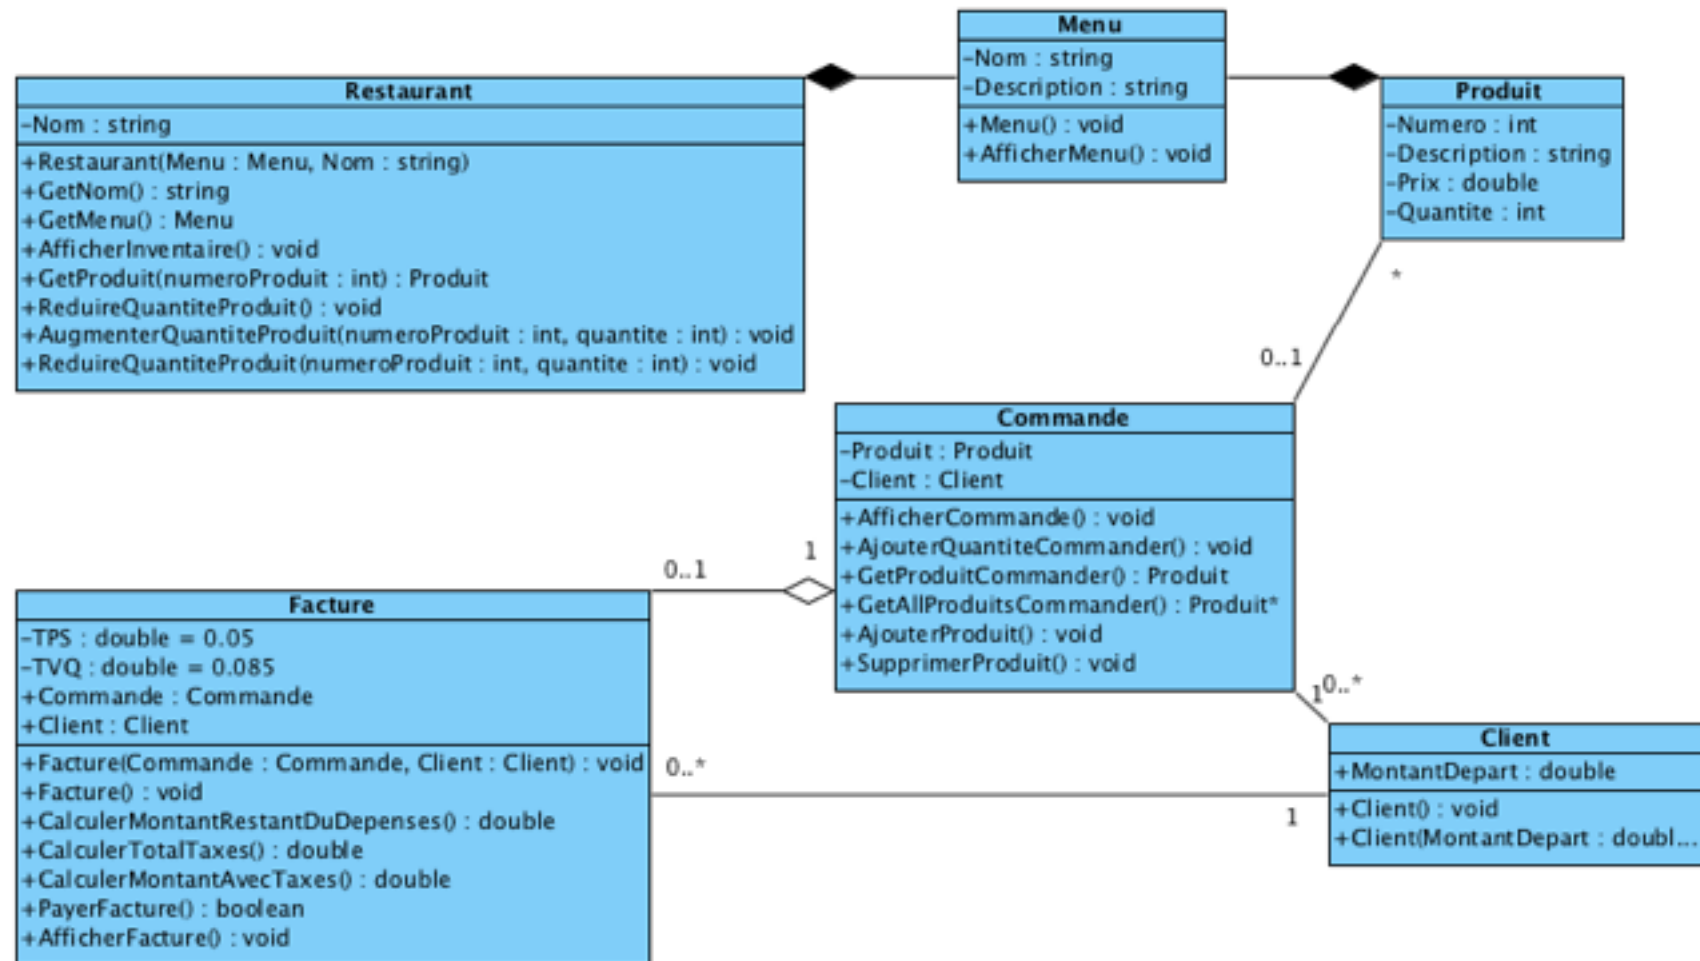 Menu
-Nom : string
-Description : string
+Menu() : void
+AfficherMenu() : void
Restaurant
-Nom : string
+Restaurant(Menu : Menu, Nom : string)
+GetNom() : string
+GetMenu() : Menu
+AfficherInventaire() : void
+GetProduit(numeroProduit : int) : Produit
+ReduireQuantiteProduit() : void
+AugmenterQuantiteProduit(numeroProduit : int, quantite : int) : void
+ReduireQuantiteProduit(numeroProduit : int, quantite : int) : void
Produit
-Numero : int
-Description : string
-Prix : double
-Quantite : int
*
0..1
Commande
-Produit : Produit
-Client : Client
+AfficherCommande() : void
+AjouterQuantiteCommander() : void
+GetProduitCommander() : Produit
+GetAllProduitsCommander() : Produit*
+AjouterProduit() : void
+SupprimerProduit() : void
1
0..1
Facture
-TPS : double = 0.05
-TVQ : double = 0.085
+Commande : Commande
+Client : Client
+Facture(Commande : Commande, Client : Client) : void
+Facture() : void
+CalculerMontantRestantDuDepenses() : double
+CalculerTotalTaxes() : double
+CalculerMontantAvecTaxes() : double
+PayerFacture() : boolean
+AfficherFacture() : void
0..*
1
1
0..*
Client
+MontantDepart : double
+Client() : void
+Client(MontantDepart : doubl...